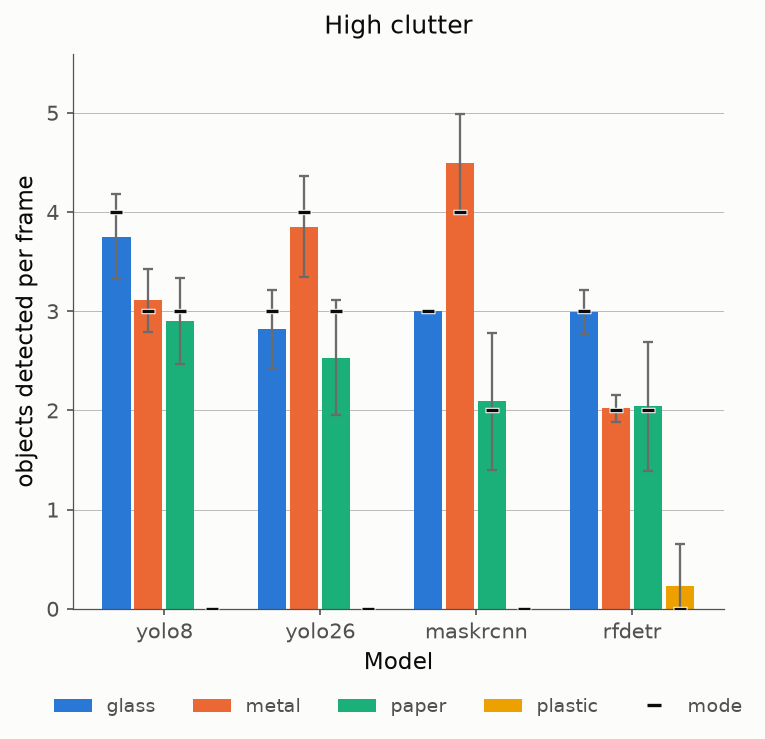 High clutter
objects detected per frame
5
4
3
2
1
0
yolo8 yolo26 maskrcnn rfdetr
Model
glass metal paper plastic mode